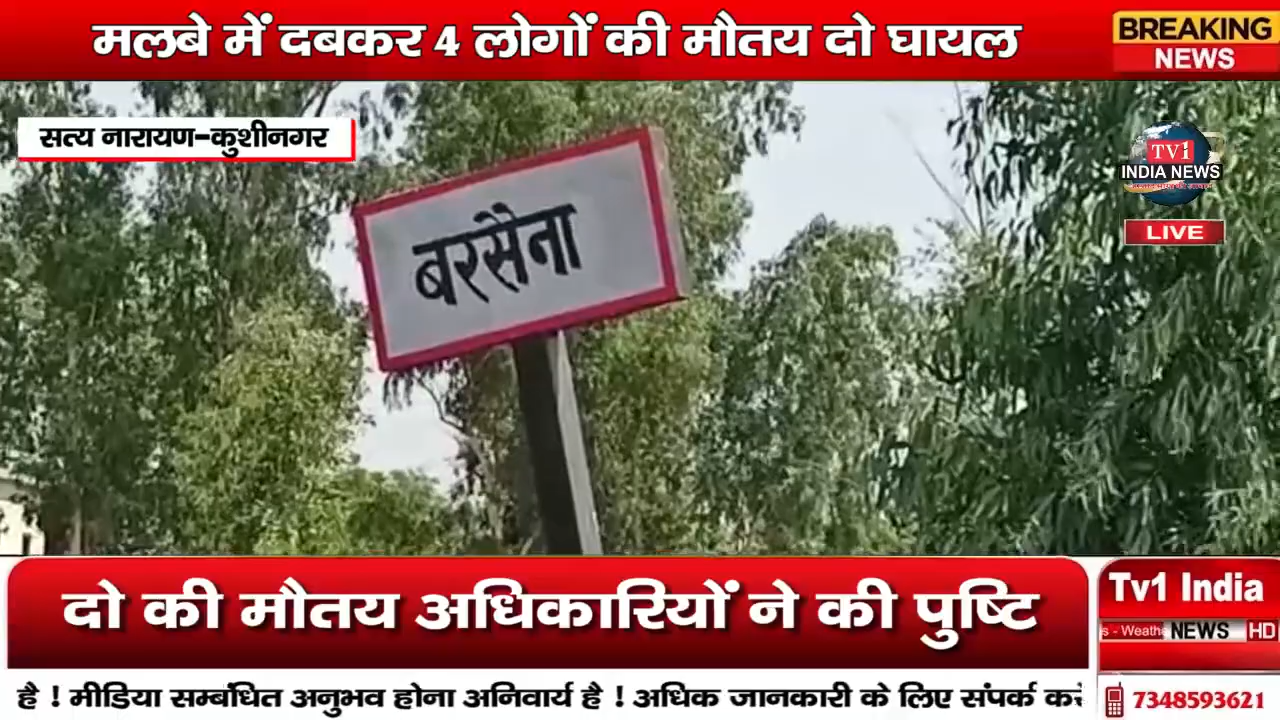 मलबे में दबकर 4 लोगों की मौतय दो घायल
BREAKING
NEWS
सत्य नारायण-कुशीनगर
TV1
INDIA NEWS
LIVE
बरसैना
दो की मौतय अधिकारियों ने की पुष्टि
Tv1 India
s - Weathe NEWS HD
है ! मीडिया सम्बंधित अनुभव होना अनिवार्य है ! अधिक जानकारी के लिए संपर्क करे
7348593621